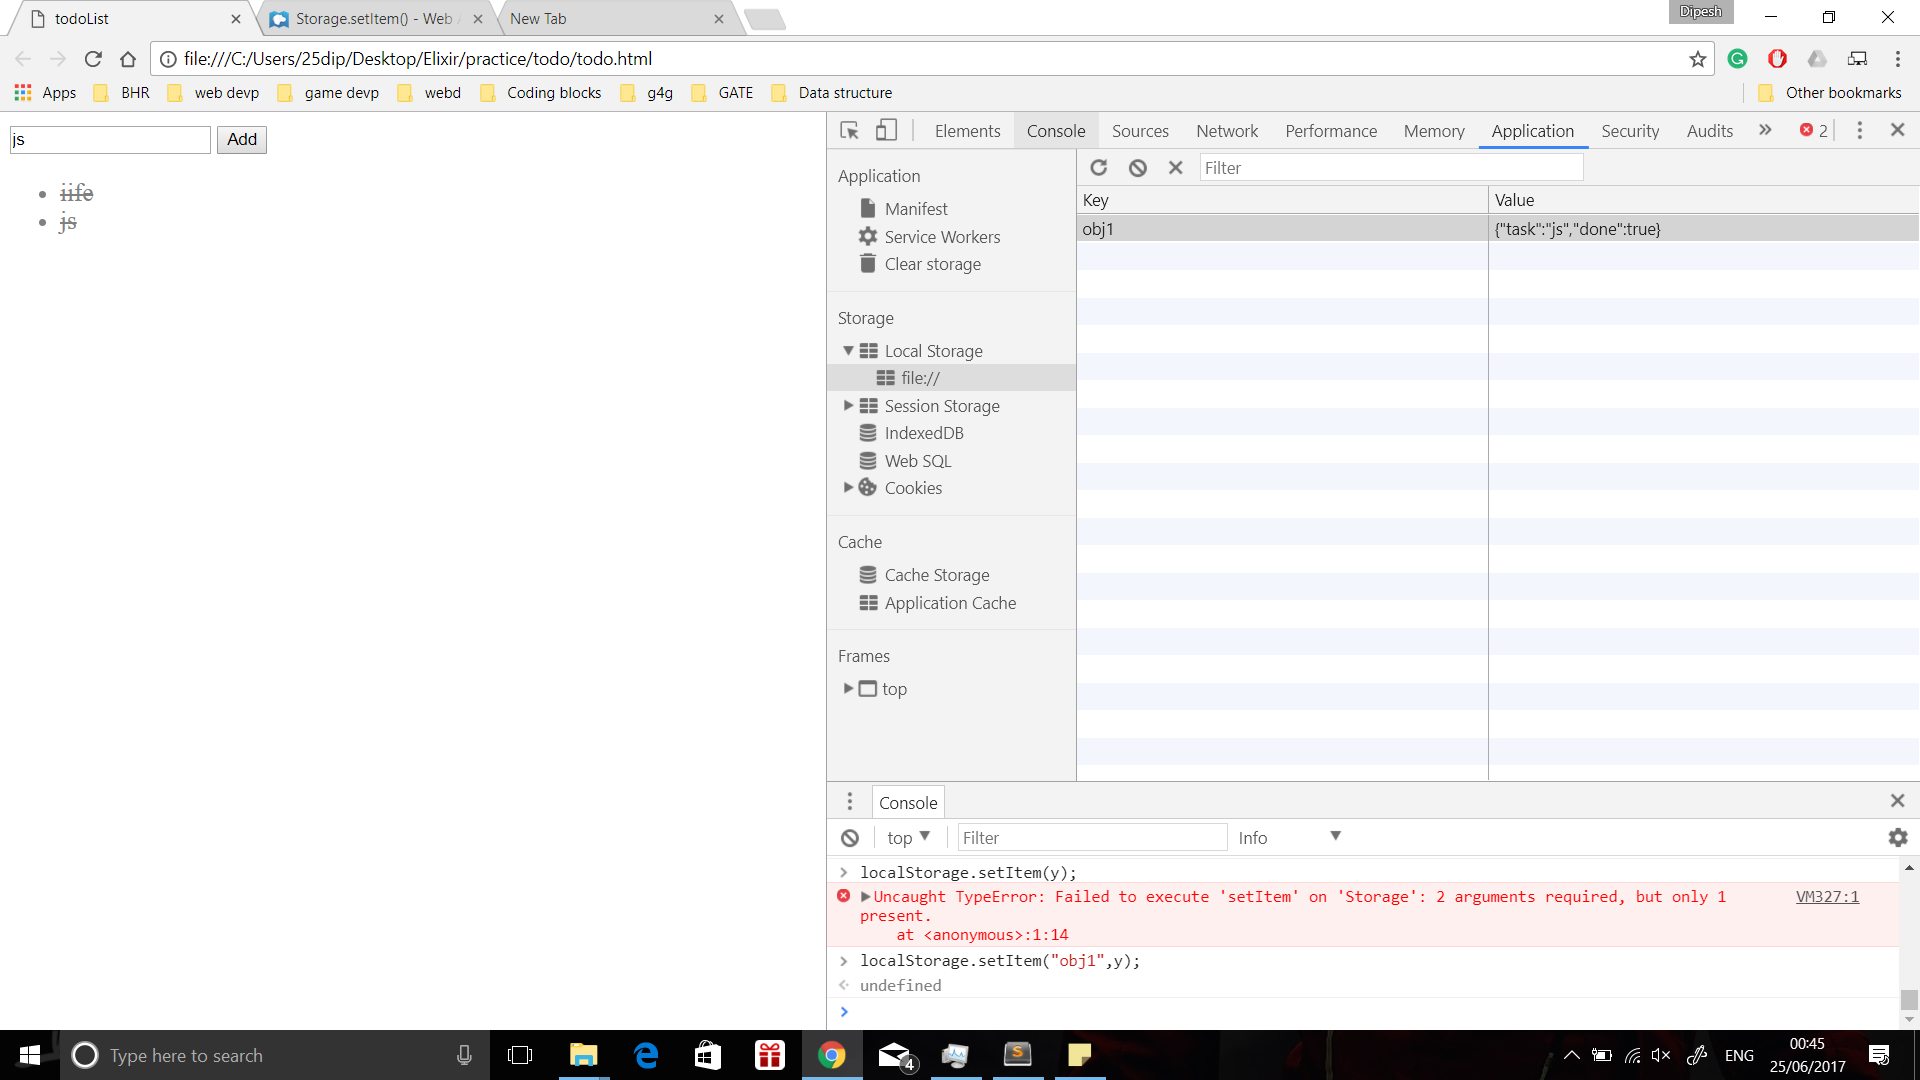 todoList
Storage.setItem() - Web A
New Tab
Dipesh
file:///C:/Users/25dip/Desktop/Elixir/practice/todo/todo.html
Apps
BHR
web devp
game devp
webd
Coding blocks
g4g
GATE
Data structure
Other bookmarks
js
Add
iife
js
Elements
Console
Sources
Network
Performance
Memory
Application
Security
Audits
2
Application
Manifest
Service Workers
Clear storage
Storage
Local Storage
file://
Session Storage
IndexedDB
Web SQL
Cookies
Cache
Cache Storage
Application Cache
Frames
top
Filter
Key
Value
obj1
{"task":"js","done":true}
Console
top
Filter
Info
localStorage.setItem(y);
Uncaught TypeError: Failed to execute 'setItem' on 'Storage': 2 arguments required, but only 1
VM327:1
present.
at <anonymous>:1:14
localStorage.setItem("obj1",y);
undefined
Type here to search
4
ENG
00:45
25/06/2017